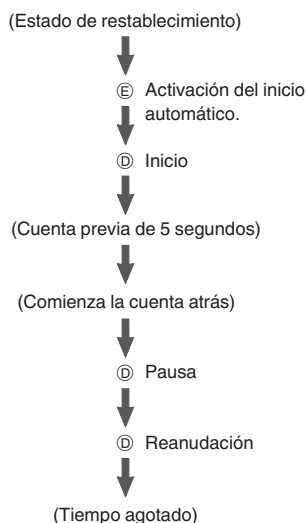 (Estado de restablecimiento)
Ⓔ Activación del inicio
automático.
Ⓓ Inicio
(Cuenta previa de 5 segundos)
(Comienza la cuenta atrás)
Ⓓ Pausa
Ⓓ Reanudación
(Tiempo agotado)